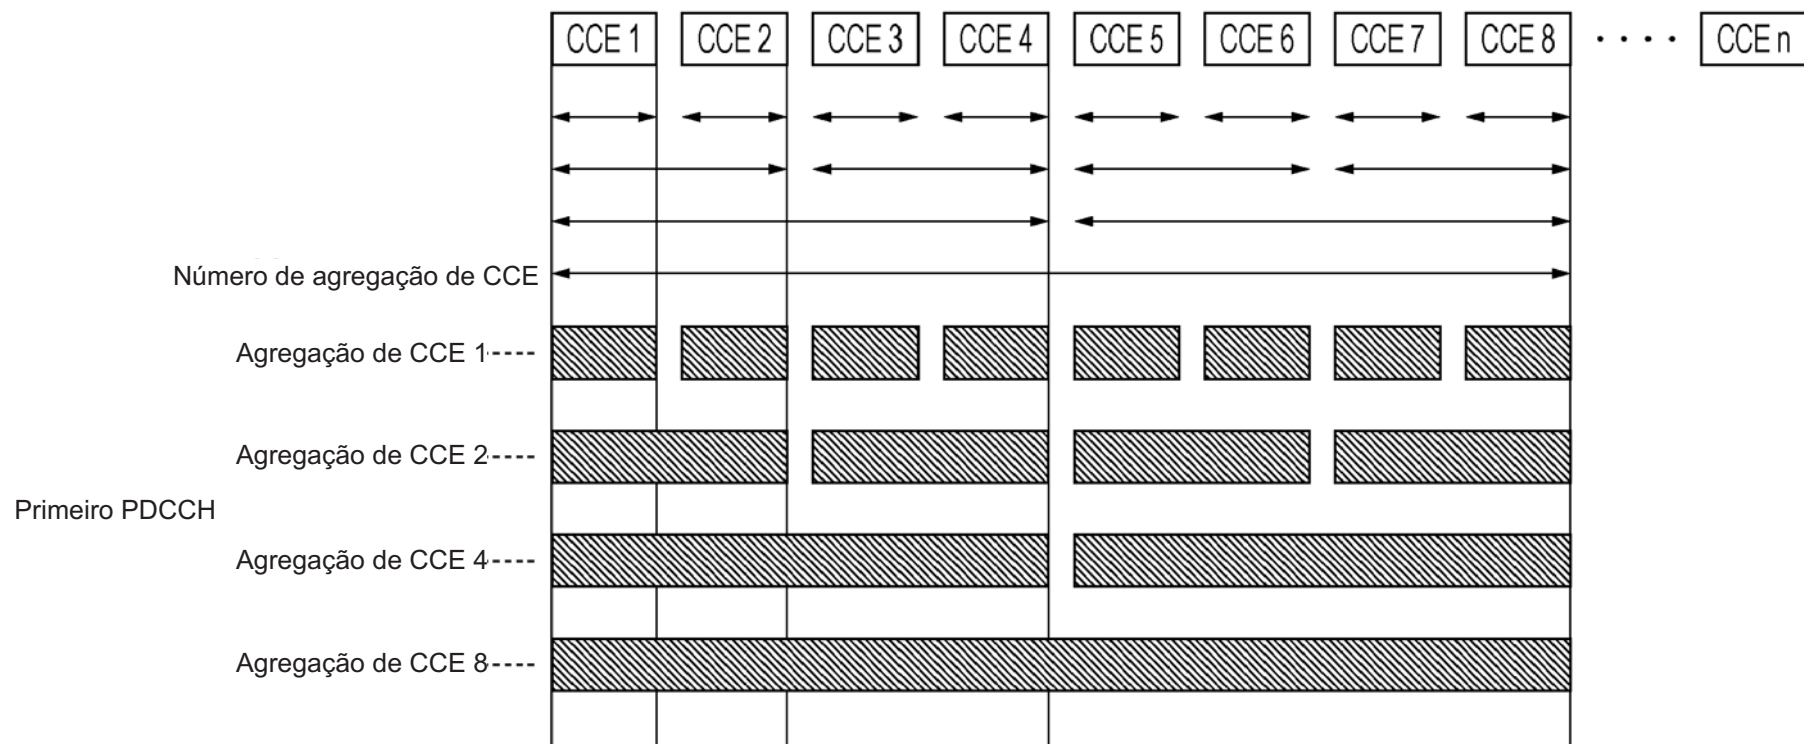 CCE 1 CCE 2 CCE 3 CCE 4 CCE 5 CCE 6 CCE 7 CCE 8 · · · · CCE n
Número de agregação de CCE
Agregação de CCE 1
Agregação de CCE 2
Primeiro PDCCH
Agregação de CCE 4
Agregação de CCE 8